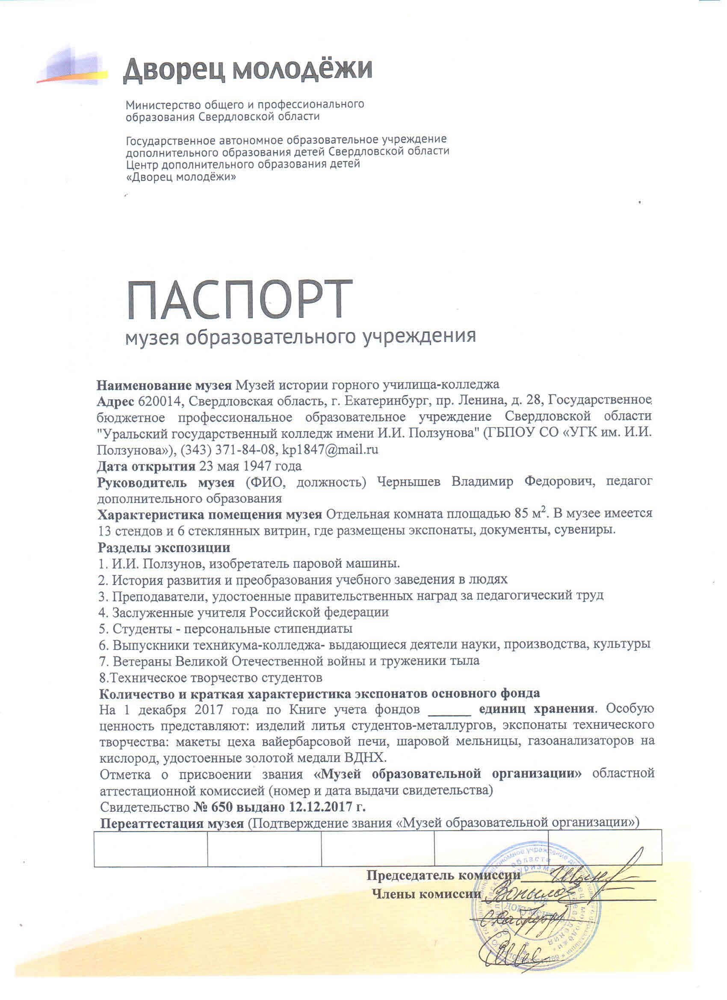 Дворец молодёжи
Министерство общего и профессионального
образования Свердловской области
Государственное автономное образовательное учреждение
дополнительного образования детей Свердловской области
Центр дополнительного образования детей
«Дворец молодёжи»
ПАСПОРТ
музея образовательного учреждения
Наименование музея Музей истории горного училища-колледжа
Адрес 620014, Свердловская область, г. Екатеринбург, пр. Ленина, д. 28, Государственное
бюджетное профессиональное образовательное учреждение Свердловской области
"Уральский государственный колледж имени И.И. Ползунова" (ГБПОУ СО «УГК им. И.И.
Ползунова»), (343) 371-84-08, kp1847@mail.ru
Дата открытия 23 мая 1947 года
Руководитель музея (ФИО, должность) Чернышев Владимир Федорович, педагог
дополнительного образования
Характеристика помещения музея Отдельная комната площадью 85 м². В музее имеется
13 стендов и 6 стеклянных витрин, где размещены экспонаты, документы, сувениры.
Разделы экспозиции
1. И.И. Ползунов, изобретатель паровой машины.
2. История развития и преобразования учебного заведения в людях
3. Преподаватели, удостоенные правительственных наград за педагогический труд
4. Заслуженные учителя Российской федерации
5. Студенты - персональные стипендиаты
6. Выпускники техникума-колледжа- выдающиеся деятели науки, производства, культуры
7. Ветераны Великой Отечественной войны и труженики тыла
8.Техническое творчество студентов
Количество и краткая характеристика экспонатов основного фонда
На 1 декабря 2017 года по Книге учета фондов ______ единиц хранения. Особую
ценность представляют: изделий литья студентов-металлургов, экспонаты технического
творчества: макеты цеха вайербарсовой печи, шаровой мельницы, газоанализаторов на
кислород, удостоенные золотой медали ВДНХ.
Отметка о присвоении звания «Музей образовательной организации» областной
аттестационной комиссией (номер и дата выдачи свидетельства)
Свидетельство № 650 выдано 12.12.2017 г.
Переаттестация музея (Подтверждение звания «Музей образовательной организации»)
Председатель комиссии
Члены комиссии